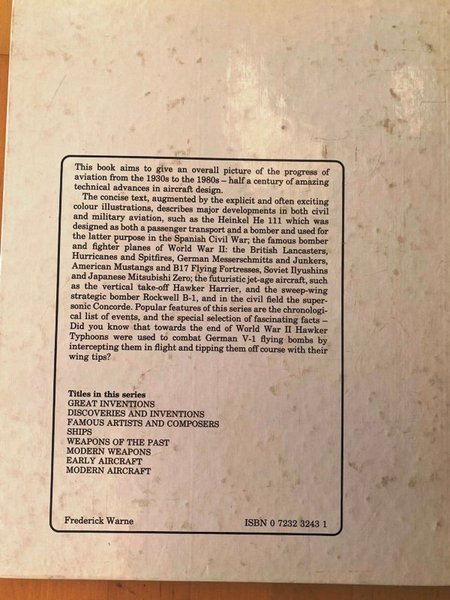 This book aims to give an overall picture of the progress of
aviation from the 1930s to the 1980s – half a century of amazing
technical advances in aircraft design.
The concise text, augmented by the explicit and often exciting
colour illustrations, describes major developments in both civil
and military aviation, such as the Heinkel He 111 which was
designed as both a passenger transport and a bomber and used for
the latter purpose in the Spanish Civil War; the famous bomber
and fighter planes of World War II: the British Lancasters,
Hurricanes and Spitfires, German Messerschmitts and Junkers,
American Mustangs and B17 Flying Fortresses, Soviet Ilyushins
and Japanese Mitsubishi Zero; the futuristic jet-age aircraft, such
as the vertical take-off Hawker Harrier, and the sweep-wing
strategic bomber Rockwell B-1, and in the civil field the super-
sonic Concorde. Popular features of this series are the chronologi-
cal list of events, and the special selection of fascinating facts –
Did you know that towards the end of World War II Hawker
Typhoons were used to combat German V-1 flying bombs by
intercepting them in flight and tipping them off course with their
wing tips?
Titles in this series
GREAT INVENTIONS
DISCOVERIES AND INVENTIONS
FAMOUS ARTISTS AND COMPOSERS
SHIPS
WEAPONS OF THE PAST
MODERN WEAPONS
EARLY AIRCRAFT
MODERN AIRCRAFT
Frederick Warne ISBN 0 7232 3243 1